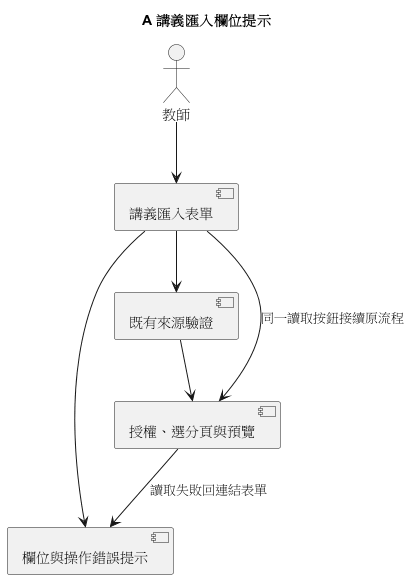 A 講義匯入欄位提示
教師
講義匯入表單
既有來源驗證
同一讀取按鈕接續原流程
授權、選分頁與預覽
讀取失敗回連結表單
欄位與操作錯誤提示